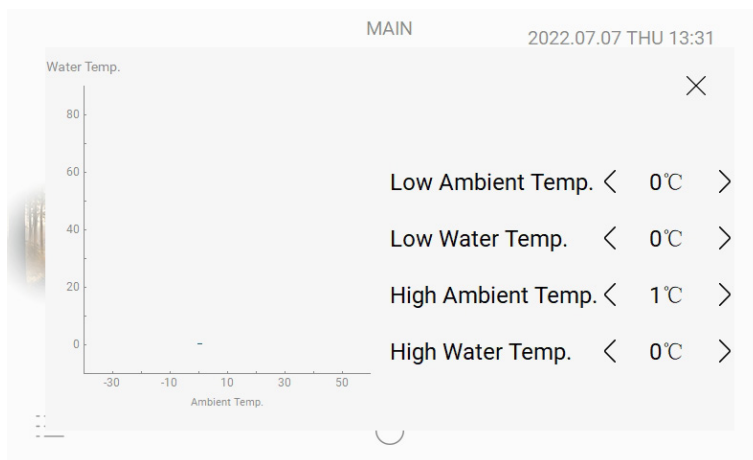 MAIN
2022.07.07 THU 13:31
Water Temp.
80
60
40
20
0
-30 -10 10 30 50
Ambient Temp.
Low Ambient Temp. < 0℃ >
Low Water Temp. < 0℃ >
High Ambient Temp. < 1℃ >
High Water Temp. < 0℃ >